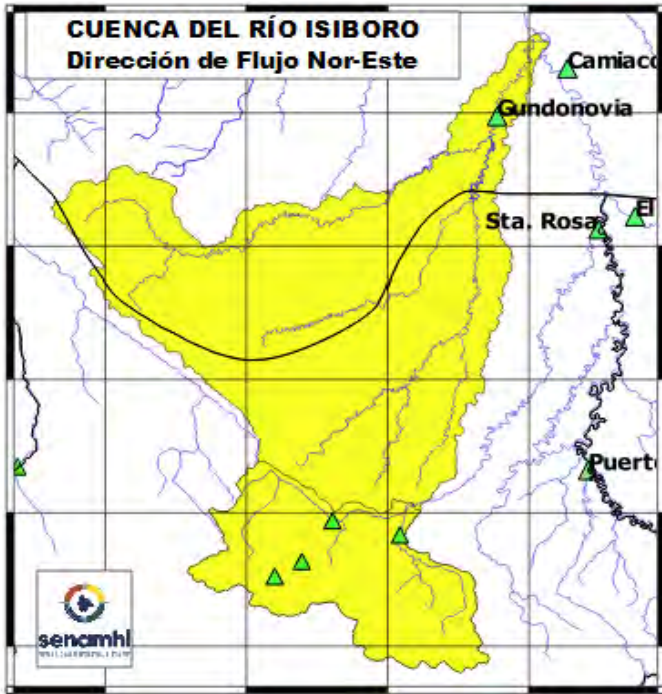 CUENCA DEL RÍO ISIBORO
Dirección de Flujo Nor-Este
Camiaco
Gundonovia
El
Sta. Rosa
Puerto
senamhi